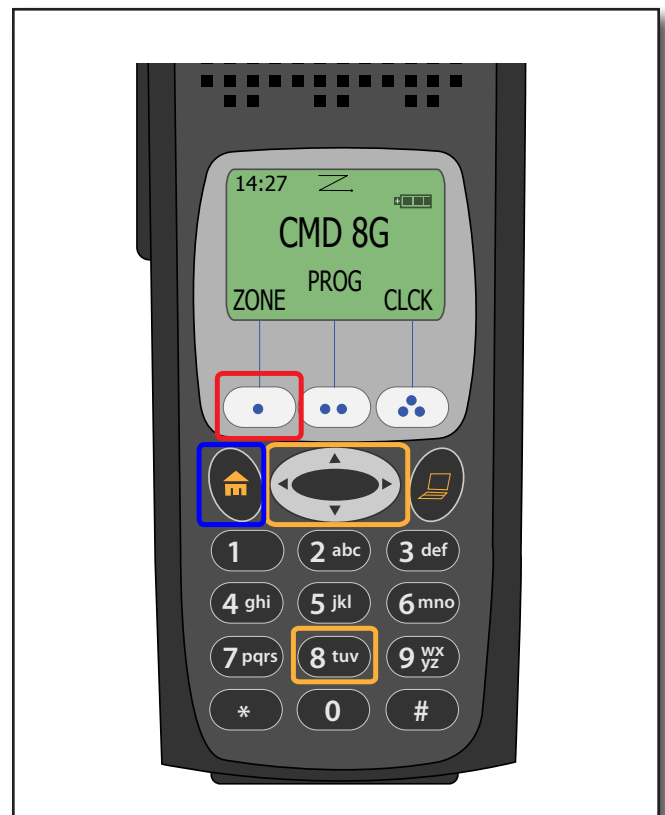 14:27
CMD 8G
PROG
ZONE CLCK
1 2 abc 3 def
4 ghi 5 jkl 6 mno
7 pqrs 8 tuv 9 wx
yz
* 0 #